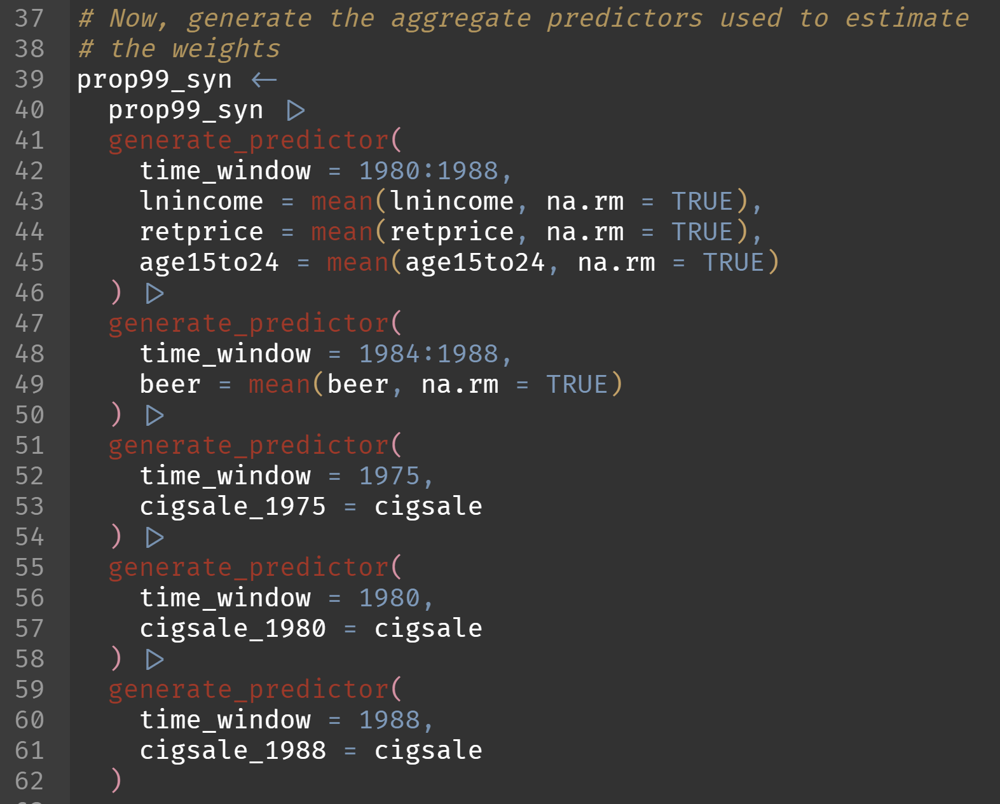 37 # Now, generate the aggregate predictors used to estimate
38 # the weights
39 prop99_syn <-
40   prop99_syn |>
41   generate_predictor(
42     time_window = 1980:1988,
43     lnincome = mean(lnincome, na.rm = TRUE),
44     retprice = mean(retprice, na.rm = TRUE),
45     age15to24 = mean(age15to24, na.rm = TRUE)
46   ) |>
47   generate_predictor(
48     time_window = 1984:1988,
49     beer = mean(beer, na.rm = TRUE)
50   ) |>
51   generate_predictor(
52     time_window = 1975,
53     cigsale_1975 = cigsale
54   ) |>
55   generate_predictor(
56     time_window = 1980,
57     cigsale_1980 = cigsale
58   ) |>
59   generate_predictor(
60     time_window = 1988,
61     cigsale_1988 = cigsale
62   )